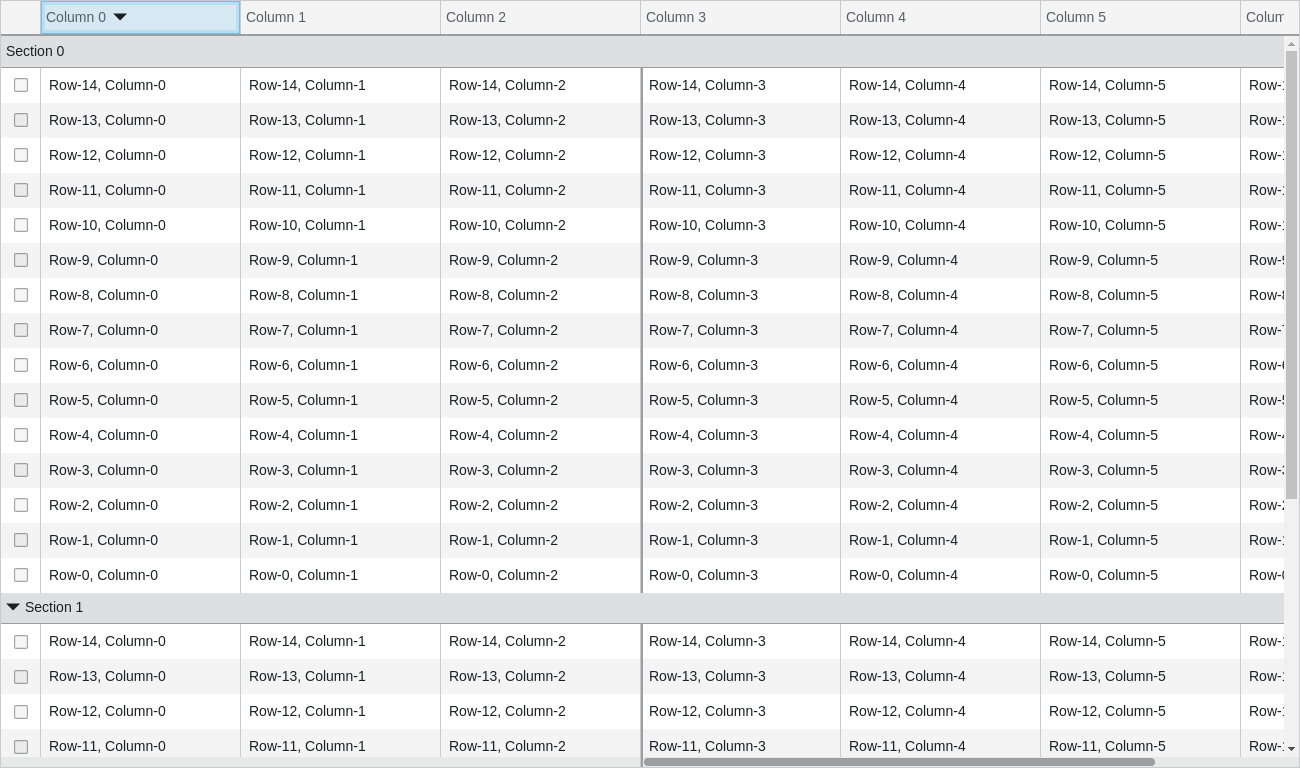 Column 0 Column 1 Column 2 Column 3 Column 4 Column 5 Colum
Section 0
Row-14, Column-0 Row-14, Column-1 Row-14, Column-2 Row-14, Column-3 Row-14, Column-4 Row-14, Column-5 Row-1
Row-13, Column-0 Row-13, Column-1 Row-13, Column-2 Row-13, Column-3 Row-13, Column-4 Row-13, Column-5 Row-1
Row-12, Column-0 Row-12, Column-1 Row-12, Column-2 Row-12, Column-3 Row-12, Column-4 Row-12, Column-5 Row-1
Row-11, Column-0 Row-11, Column-1 Row-11, Column-2 Row-11, Column-3 Row-11, Column-4 Row-11, Column-5 Row-1
Row-10, Column-0 Row-10, Column-1 Row-10, Column-2 Row-10, Column-3 Row-10, Column-4 Row-10, Column-5 Row-1
Row-9, Column-0 Row-9, Column-1 Row-9, Column-2 Row-9, Column-3 Row-9, Column-4 Row-9, Column-5 Row-9
Row-8, Column-0 Row-8, Column-1 Row-8, Column-2 Row-8, Column-3 Row-8, Column-4 Row-8, Column-5 Row-8
Row-7, Column-0 Row-7, Column-1 Row-7, Column-2 Row-7, Column-3 Row-7, Column-4 Row-7, Column-5 Row-7
Row-6, Column-0 Row-6, Column-1 Row-6, Column-2 Row-6, Column-3 Row-6, Column-4 Row-6, Column-5 Row-6
Row-5, Column-0 Row-5, Column-1 Row-5, Column-2 Row-5, Column-3 Row-5, Column-4 Row-5, Column-5 Row-5
Row-4, Column-0 Row-4, Column-1 Row-4, Column-2 Row-4, Column-3 Row-4, Column-4 Row-4, Column-5 Row-4
Row-3, Column-0 Row-3, Column-1 Row-3, Column-2 Row-3, Column-3 Row-3, Column-4 Row-3, Column-5 Row-3
Row-2, Column-0 Row-2, Column-1 Row-2, Column-2 Row-2, Column-3 Row-2, Column-4 Row-2, Column-5 Row-2
Row-1, Column-0 Row-1, Column-1 Row-1, Column-2 Row-1, Column-3 Row-1, Column-4 Row-1, Column-5 Row-1
Row-0, Column-0 Row-0, Column-1 Row-0, Column-2 Row-0, Column-3 Row-0, Column-4 Row-0, Column-5 Row-0
Section 1
Row-14, Column-0 Row-14, Column-1 Row-14, Column-2 Row-14, Column-3 Row-14, Column-4 Row-14, Column-5 Row-1
Row-13, Column-0 Row-13, Column-1 Row-13, Column-2 Row-13, Column-3 Row-13, Column-4 Row-13, Column-5 Row-1
Row-12, Column-0 Row-12, Column-1 Row-12, Column-2 Row-12, Column-3 Row-12, Column-4 Row-12, Column-5 Row-1
Row-11, Column-0 Row-11, Column-1 Row-11, Column-2 Row-11, Column-3 Row-11, Column-4 Row-11, Column-5 Row-1